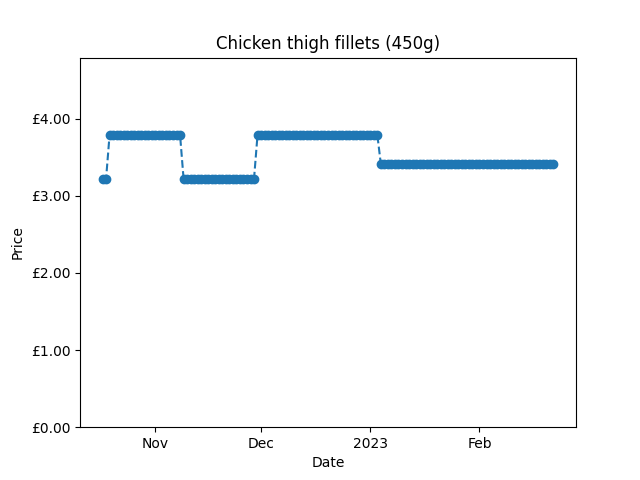 Chicken thigh fillets (450g)
£4.00
£3.00
£2.00
£1.00
£0.00
Price
Nov
Dec
2023
Feb
Date